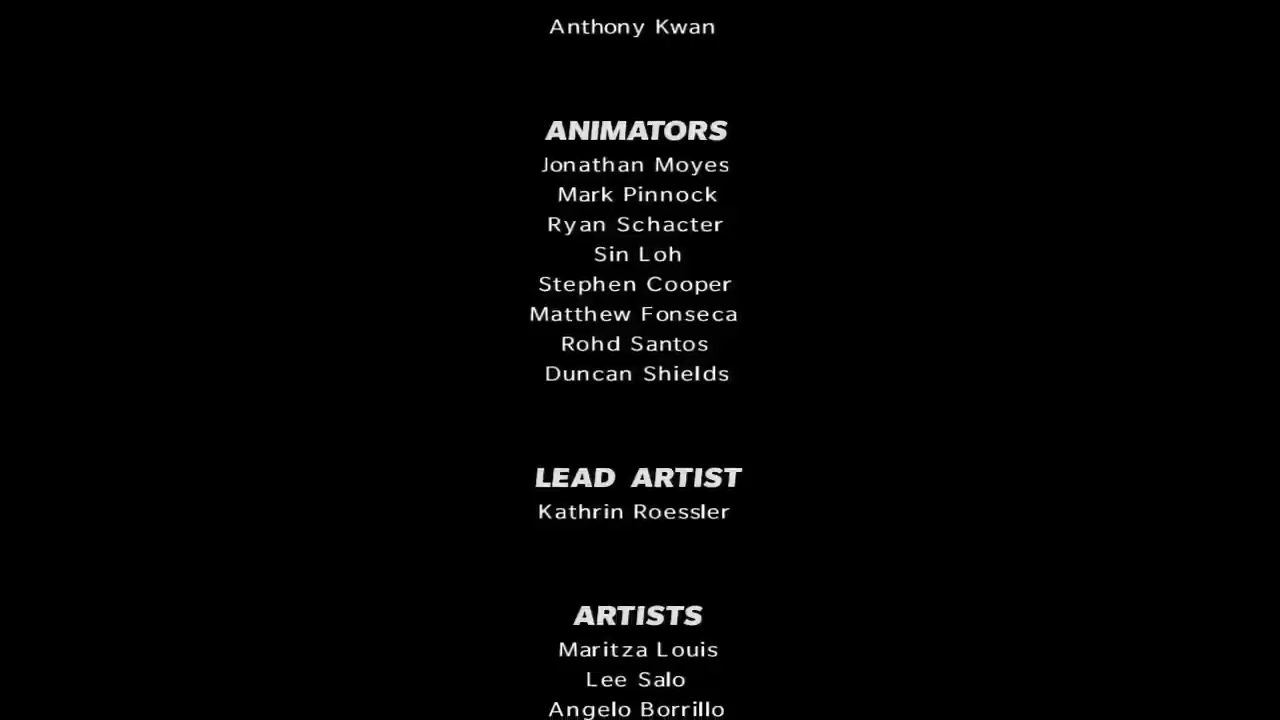 Anthony Kwan
ANIMATORS
Jonathan Moyes
Mark Pinnock
Ryan Schacter
Sin Loh
Stephen Cooper
Matthew Fonseca
Rohd Santos
Duncan Shields
LEAD ARTIST
Kathrin Roessler
ARTISTS
Maritza Louis
Lee Salo
Angelo Borrillo